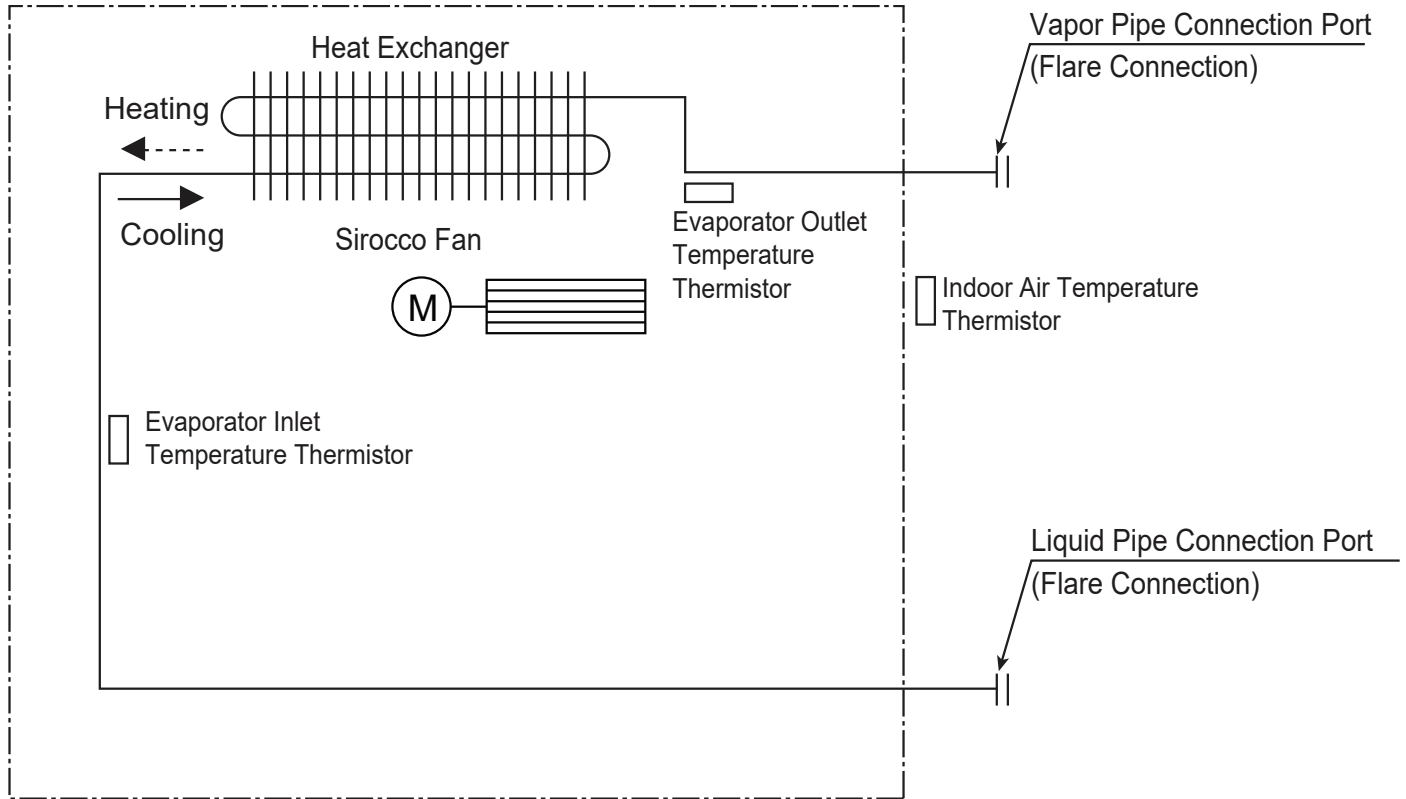 Vapor Pipe Connection Port
(Flare Connection)
Heat Exchanger
Heating
Cooling
Sirocco Fan
M
Evaporator Outlet
Temperature
Thermistor
Indoor Air Temperature
Thermistor
Evaporator Inlet
Temperature Thermistor
Liquid Pipe Connection Port
(Flare Connection)